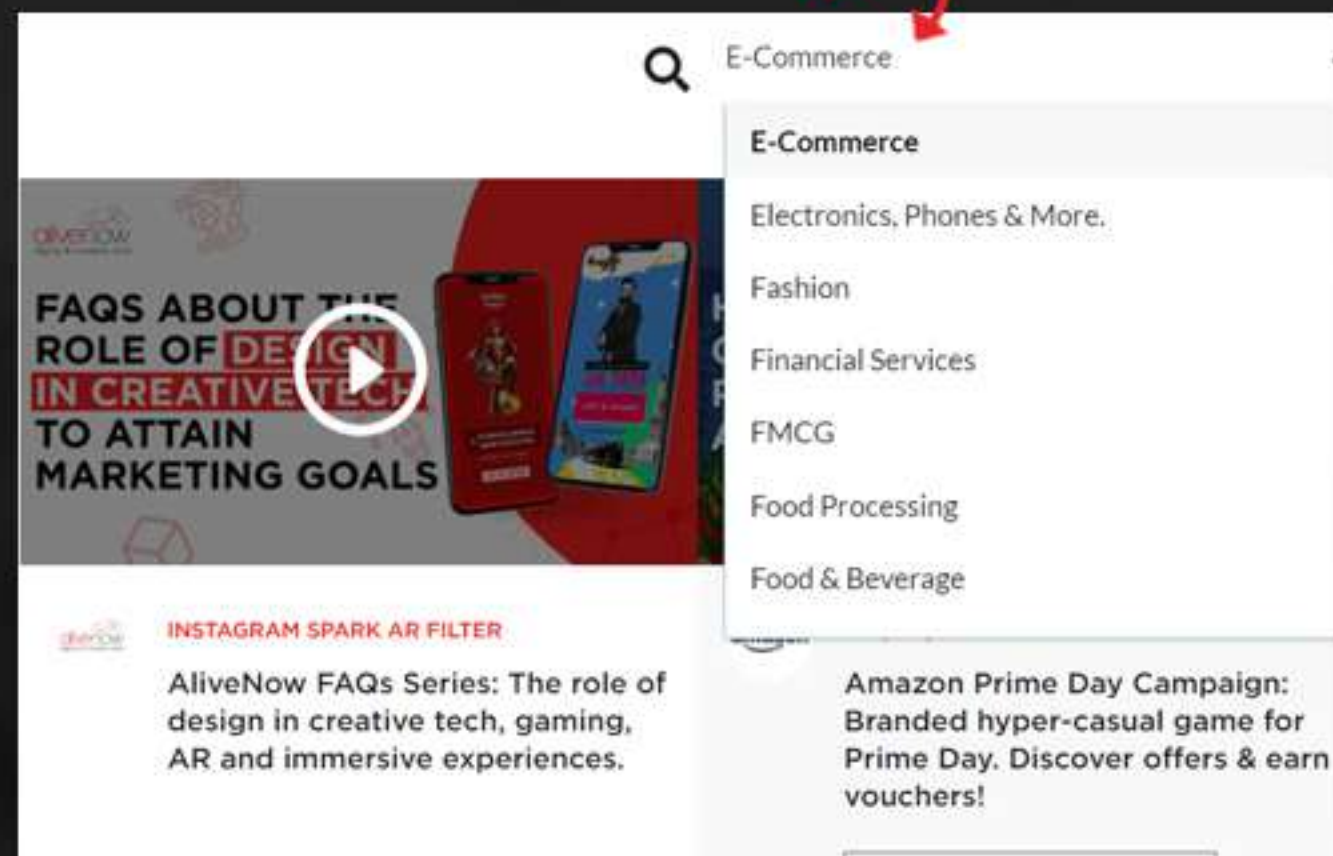 E-Commerce
E-Commerce
Electronics, Phones & More.
Fashion
Financial Services
FMCG
Food Processing
Food & Beverage
alivenow
FAQS ABOUT THE
ROLE OF DESIGN
IN CREATIVE TECH
TO ATTAIN
MARKETING GOALS
alivenow
INSTAGRAM SPARK AR FILTER
AliveNow FAQs Series: The role of
design in creative tech, gaming,
AR and immersive experiences.
Amazon Prime Day Campaign:
Branded hyper-casual game for
Prime Day. Discover offers & earn
vouchers!